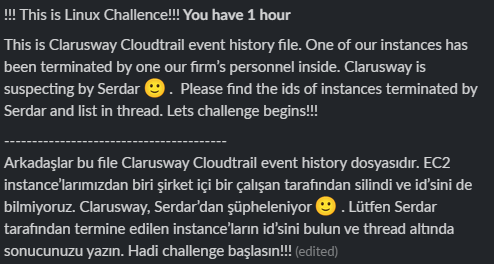 !!! This is Linux Challence!!! You have 1 hour
This is Clarusway Cloudtrail event history file. One of our instances has
been terminated by one our firm's personnel inside. Clarusway is
suspecting by Serdar 🙂 .  Please find the ids of instances terminated by
Serdar and list in thread. Lets challenge begins!!!
----------------------------------------
Arkadaşlar bu file Clarusway Cloudtrail event history dosyasıdır. EC2
instance'larımızdan biri şirket içi bir çalışan tarafından silindi ve id'sini de
bilmiyoruz. Clarusway, Serdar'dan şüpheleniyor 🙂 . Lütfen Serdar
tarafından termine edilen instance'ların id'sini bulun ve thread altında
sonucunuzu yazın. Hadi challenge başlasın!!! (edited)